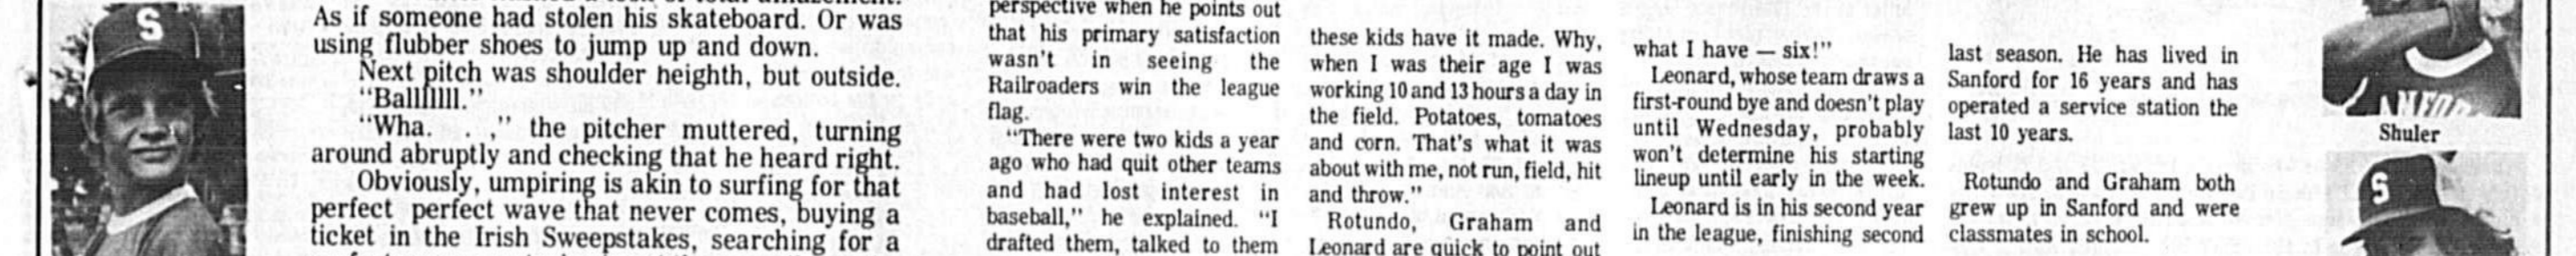 S
As if someone had stolen his skateboard. Or was
using flubber shoes to jump up and down.
Next pitch was shoulder heighth, but outside.
"Ballllllll."
"Wha. . ," the pitcher muttered, turning
around abruptly and checking that he heard right.
Obviously, umpiring is akin to surfing for that
perfect perfect wave that never comes, buying a
ticket in the Irish Sweepstakes, searching for a
perspective when he points out
that his primary satisfaction
wasn't in seeing the
Railroaders win the league
flag.
"There were two kids a year
ago who had quit other teams
and had lost interest in
baseball," he explained. "I
drafted them, talked to them
these kids have it made. Why,
when I was their age I was
working 10 and 13 hours a day in
the field. Potatoes, tomatoes
and corn. That's what it was
about with me, not run, field, hit
and throw."
Rotundo, Graham and
Leonard are quick to point out
what I have — six!"
Leonard, whose team draws a
first-round bye and doesn't play
until Wednesday, probably
won't determine his starting
lineup until early in the week.
Leonard is in his second year
in the league, finishing second
last season. He has lived in
Sanford for 16 years and has
operated a service station the
last 10 years.
Rotundo and Graham both
grew up in Sanford and were
classmates in school.
Shuler
S